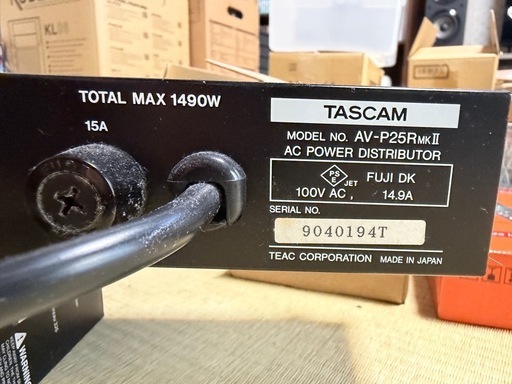 TOTAL MAX 1490W
15A
TASCAM
MODEL NO. AV-P25RMKII
AC POWER DISTRIBUTOR
PS E JET FUJI DK
100V AC , 14.9A
SERIAL NO.
9040194T
TEAC CORPORATION MADE IN JAPAN
WARNING